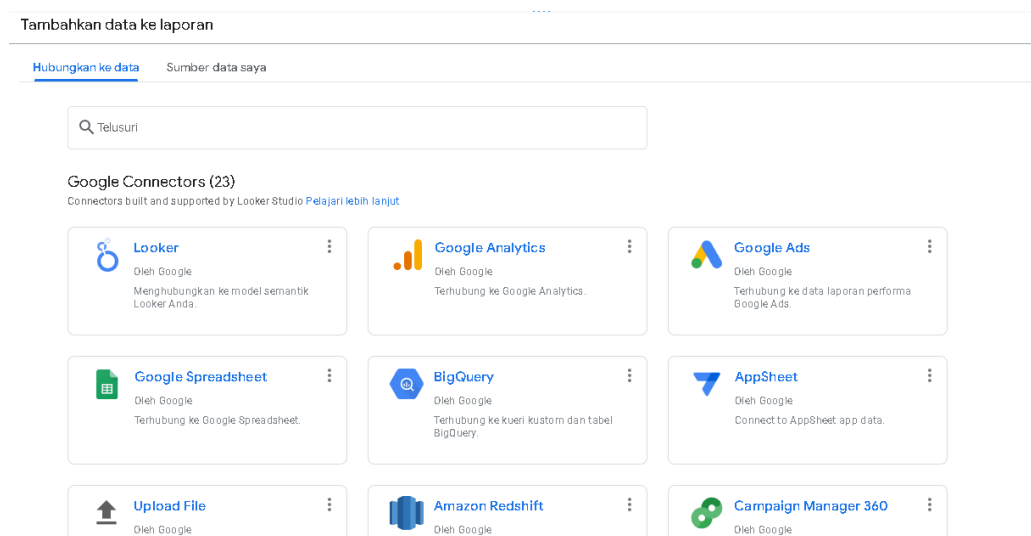 Tambahkan data ke laporan
Hubungkan ke data
Sumber data saya
Telusuri
Google Connectors (23)
Connectors built and supported by Looker Studio Pelajari lebih lanjut
Looker
Oleh Google
Menghubungkan ke model semantik
Looker Anda.
Google Analytics
Oleh Google
Terhubung ke Google Analytics.
Google Ads
Oleh Google
Terhubung ke data laporan performa
Google Ads.
Google Spreadsheet
Oleh Google
Terhubung ke Google Spreadsheet.
BigQuery
Oleh Google
Terhubung ke kueri kustom dan tabel
BigQuery.
AppSheet
Oleh Google
Connect to AppSheet app data.
Upload File
Oleh Google
Amazon Redshift
Oleh Google
Campaign Manager 360
Oleh Google